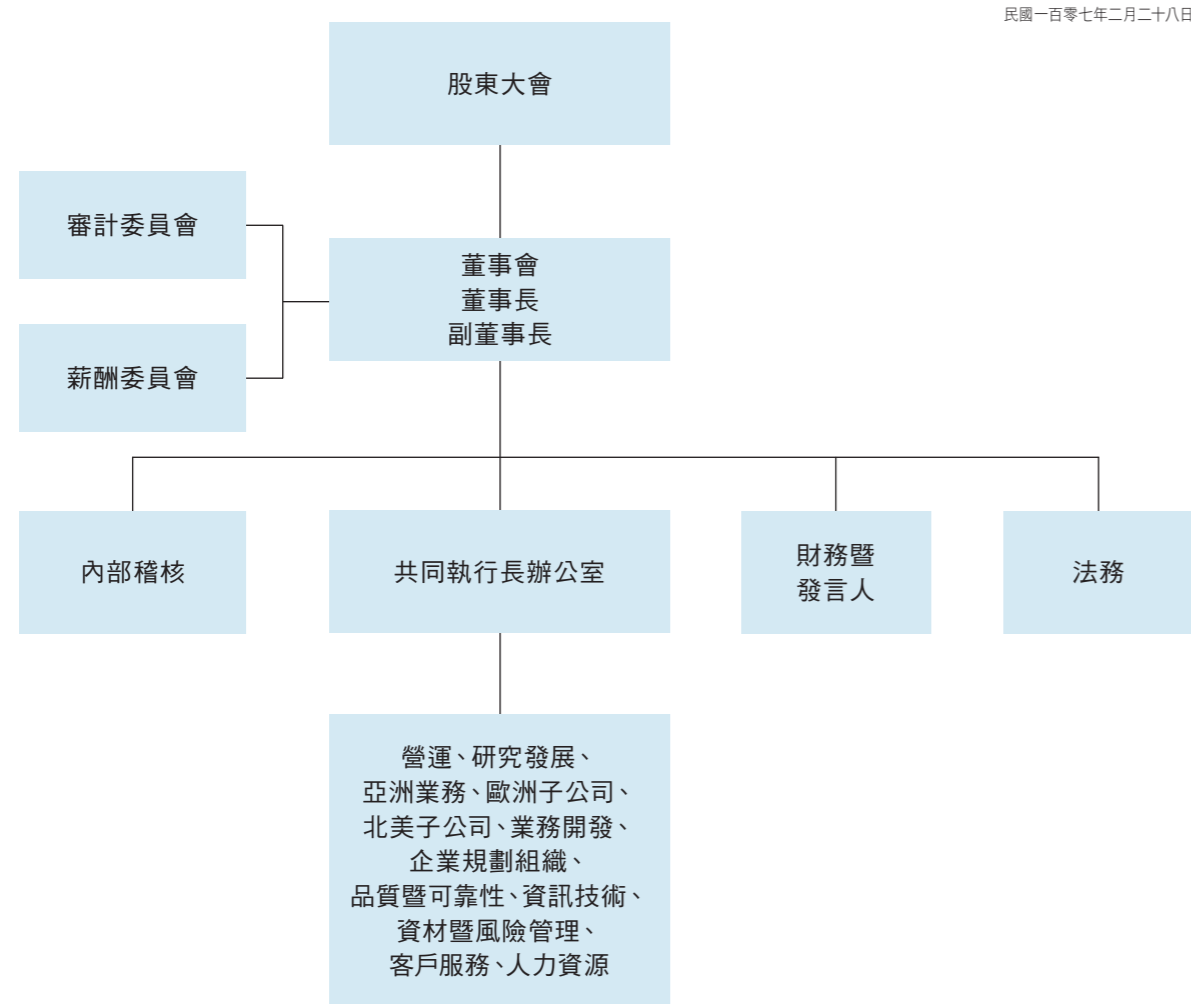 民國一百零七年二月二十八日
股東大會
審計委員會
董事會
董事長
副董事長
薪酬委員會
內部稽核
共同執行長辦公室
財務暨
發言人
法務
營運、研究發展、
亞洲業務、歐洲子公司、
北美子公司、業務開發、
企業規劃組織、
品質暨可靠性、資訊技術、
資材暨風險管理、
客戶服務、人力資源